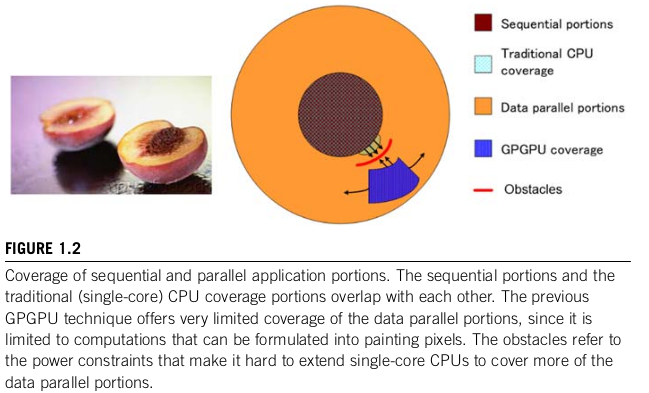 Sequential portions
Traditional CPU
coverage
Data parallel portions
GPGPU coverage
Obstacles
FIGURE 1.2
Coverage of sequential and parallel application portions. The sequential portions and the
traditional (single-core) CPU coverage portions overlap with each other. The previous
GPGPU technique offers very limited coverage of the data parallel portions, since it is
limited to computations that can be formulated into painting pixels. The obstacles refer to
the power constraints that make it hard to extend single-core CPUs to cover more of the
data parallel portions.